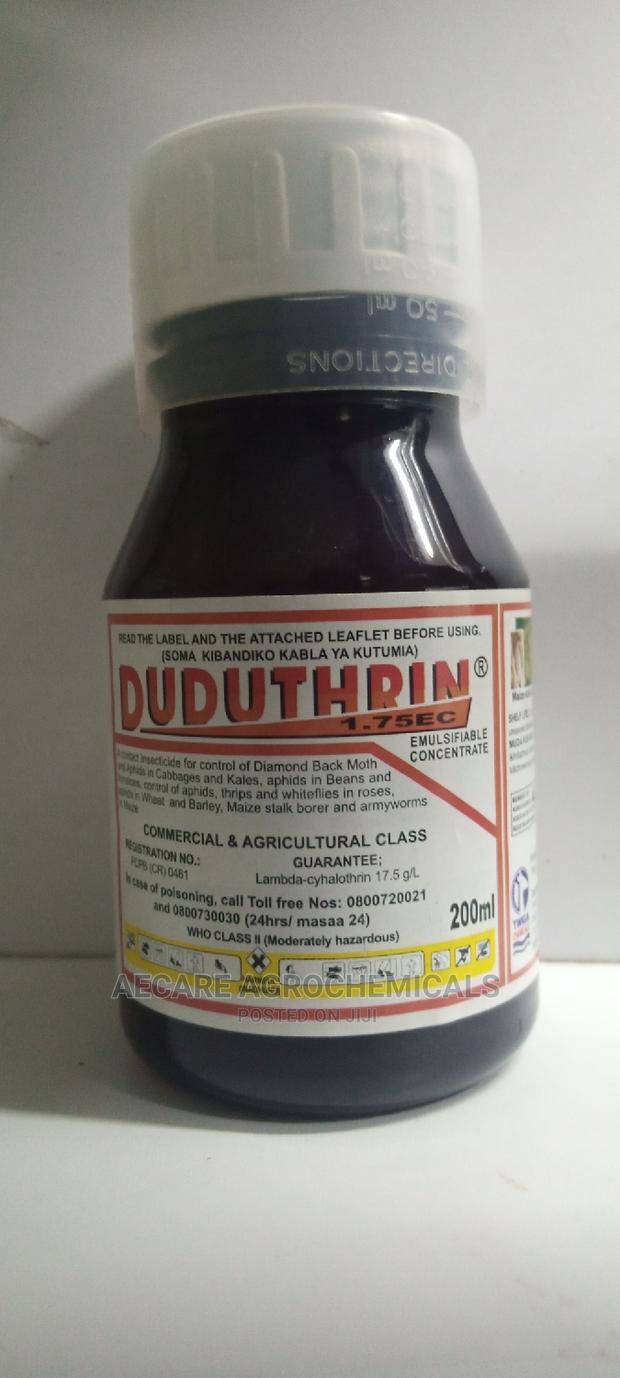 50 ml
DIRECTIONS
READ THE LABEL AND THE ATTACHED LEAFLET BEFORE USING.
(SOMA KIBANDIKO KABLA YA KUTUMIA)
DUDUTHRIN®
1.75EC
EMULSIFIABLE
CONCENTRATE
A contact Insecticide for control of Diamond Back Moth
and Aphids in Cabbages and Kales, aphids in Beans and
control of aphids, thrips and whiteflies in roses,
in Wheat and Barley, Maize stalk borer and armyworms
in Maize
COMMERCIAL & AGRICULTURAL CLASS
REGISTRATION NO.:
PCPB (CR) 0461
GUARANTEE;
Lambda-cyhalothrin 17.5 g/L
In case of poisoning, call Toll free Nos: 0800720021
and 0800730030 (24hrs/ masaa 24)
200ml
WHO CLASS II (Moderately hazardous)
AECARE AGROCHEMICALS
POSTED ON JIJI